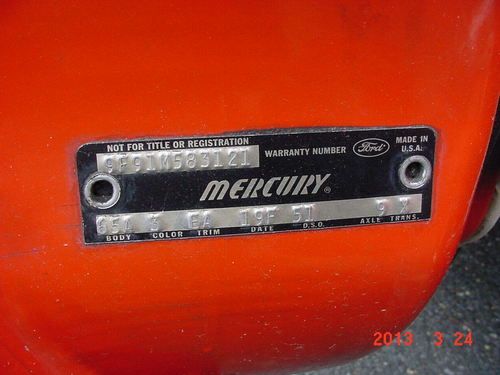 NOT FOR TITLE OR REGISTRATION
9F91M583121 WARRANTY NUMBER Ford MADE IN U.S.A.
MERCURY®
65A 3 6A 19F 51 9 X
BODY COLOR TRIM DATE D.S.O. AXLE TRANS.
2013 3 24